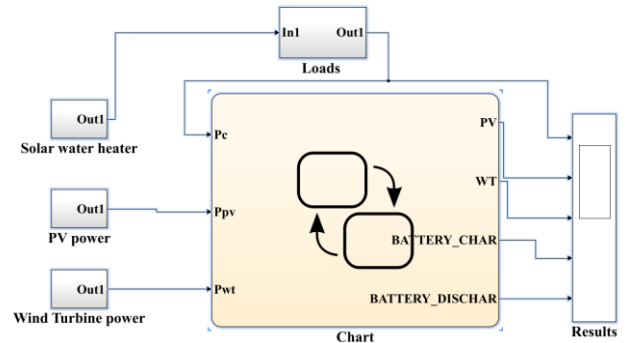 In1
Out1
Loads
Out1
Solar water heater
Pc
PV
Out1
PV power
Ppv
WT
BATTERY_CHAR
Out1
Wind Turbine power
Pwt
BATTERY_DISCHAR
Chart
Results